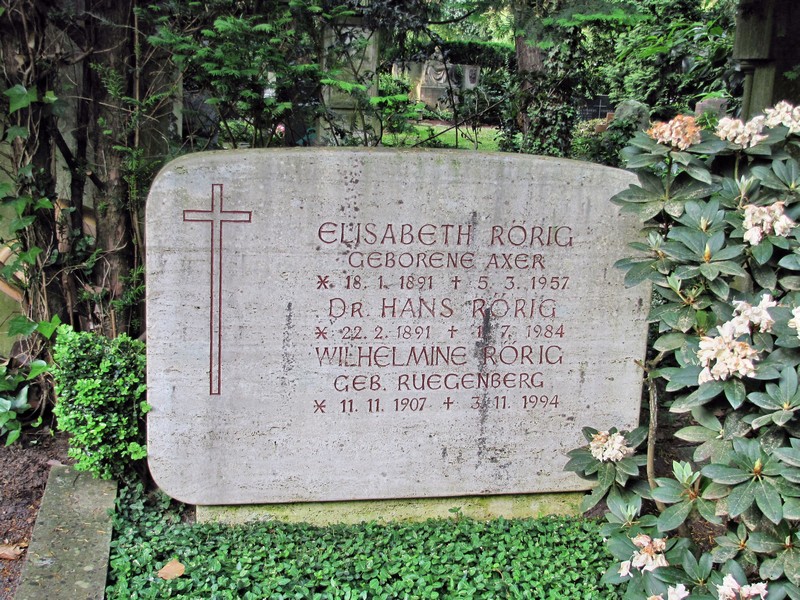 ELISABETH RÖRIG
GEBORENE AXER
* 18. 1. 1891 + 5. 3. 1957
DR. HANS RÖRIG
* 22. 2. 1891 + 1. 7. 1984
WILHELMINE RÖRIG
GEB. RUEGENBERG
* 11. 11. 1907 + 3. 11. 1994